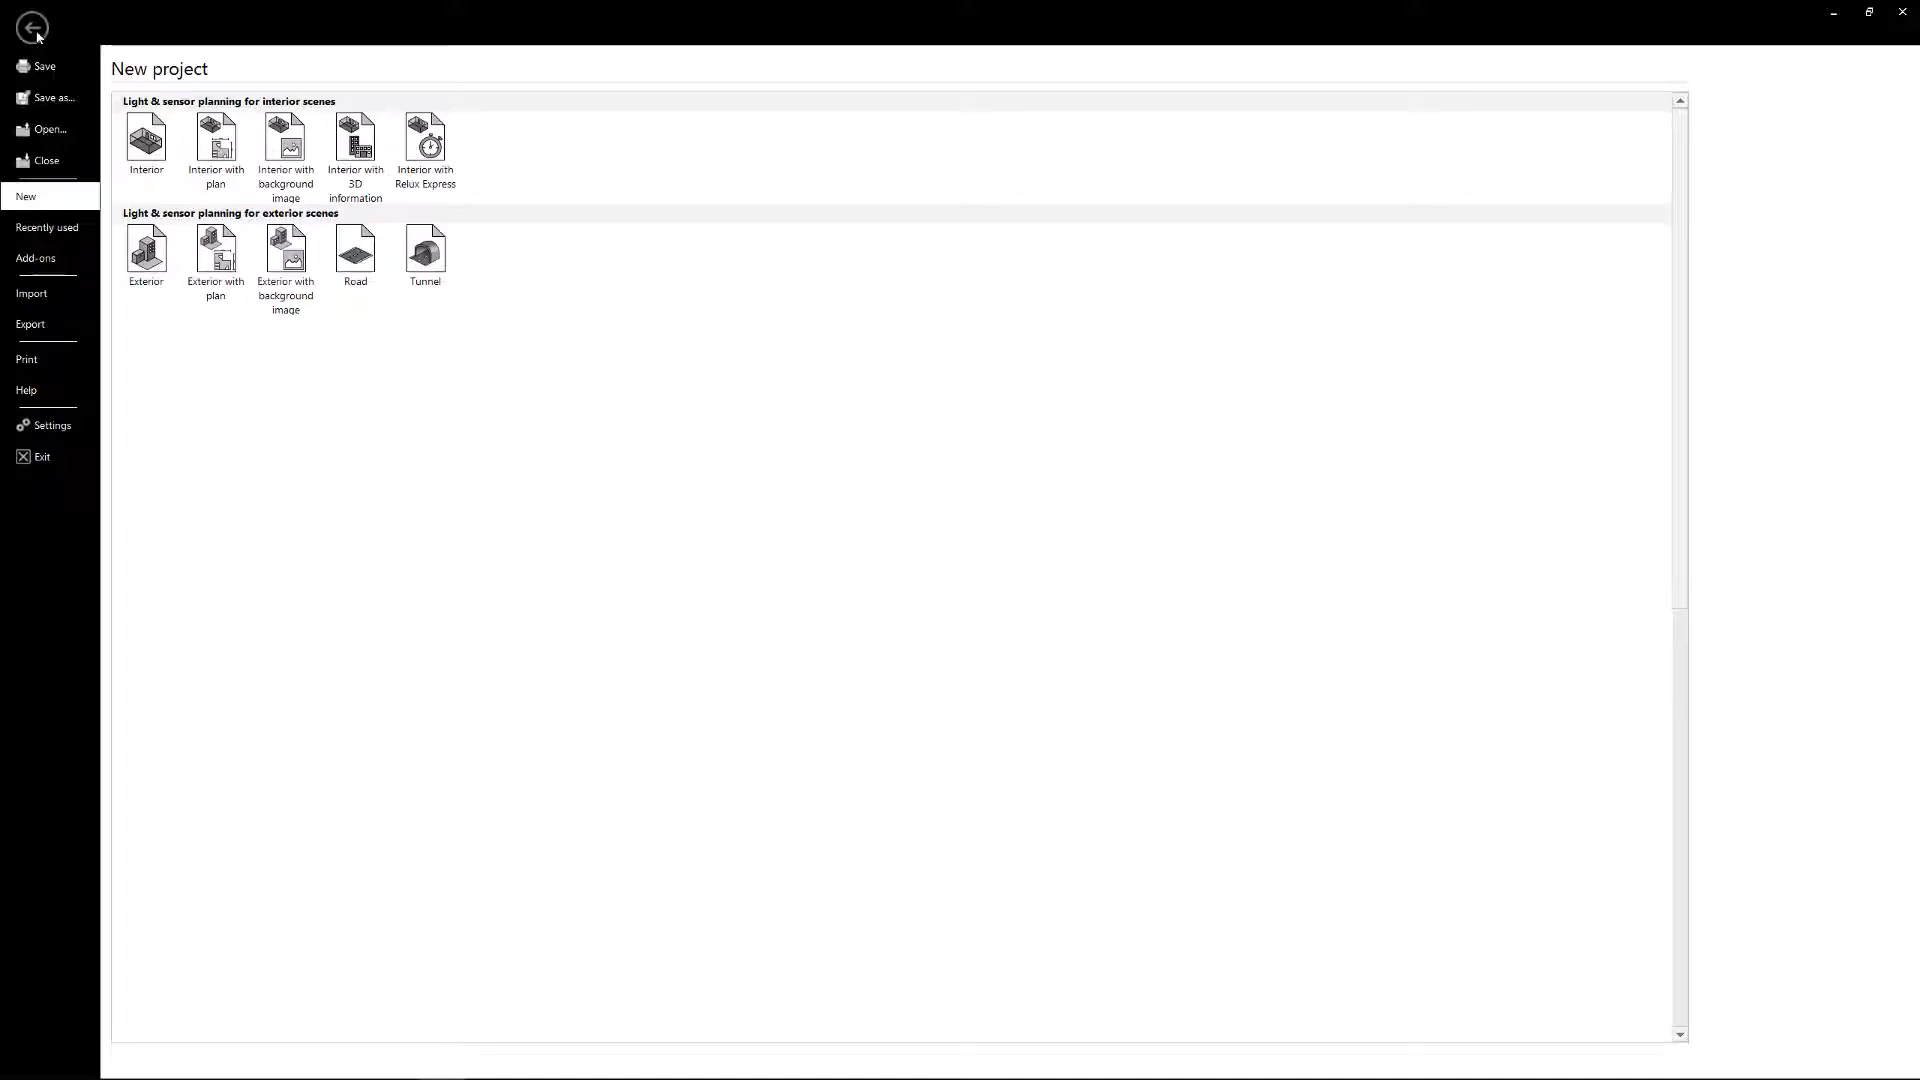 Save
Save as...
Open...
Close
New
Recently used
Add-ons
Import
Export
Print
Help
Settings
Exit
New project
Light & sensor planning for interior scenes
Interior
Interior with
plan
Interior with
background
image
Interior with
3D
information
Interior with
Relux Express
Light & sensor planning for exterior scenes
Exterior
Exterior with
plan
Exterior with
background
image
Road
Tunnel